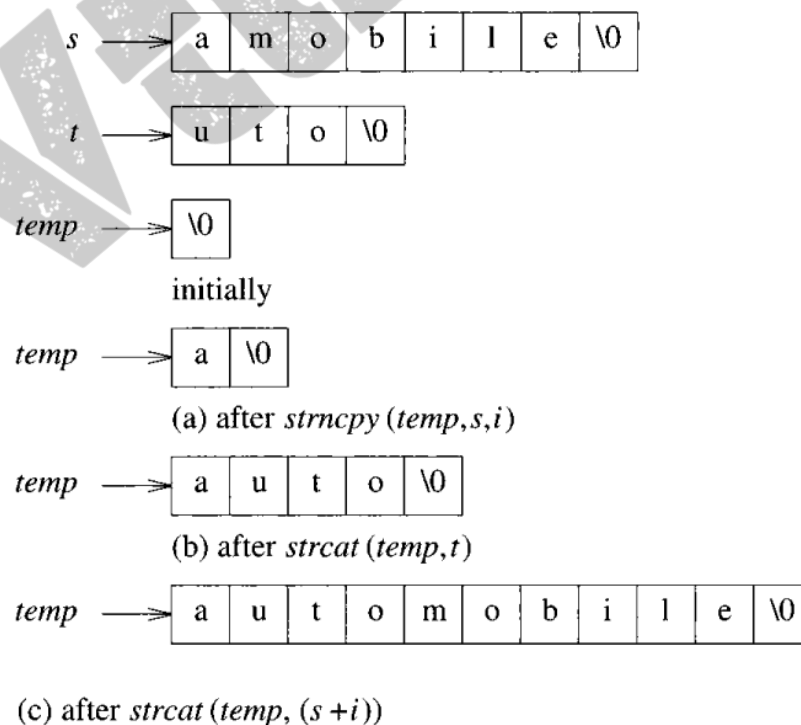 s a m o b i l e \0
t u t o \0
temp \0
initially
temp a \0
(a) after strncpy (temp,s,i)
temp a u t o \0
(b) after strcat (temp,t)
temp a u t o m o b i l e \0
(c) after strcat (temp, (s +i))